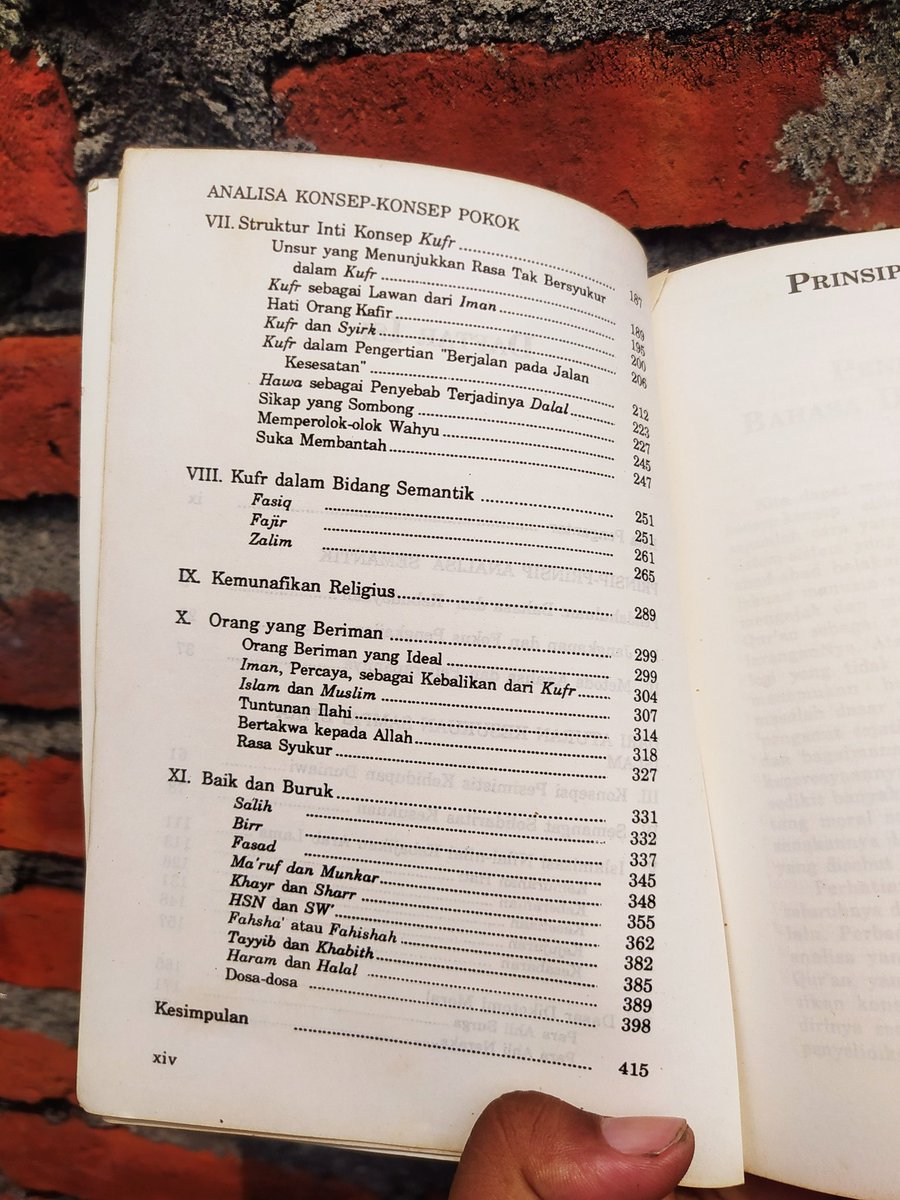 ANALISA KONSEP-KONSEP POKOK
VII. Struktur Inti Konsep Kufr ........ 187
Unsur yang Menunjukkan Rasa Tak Bersyukur
dalam Kufr ........ 189
Kufr sebagai Lawan dari Iman ........ 195
Hati Orang Kafir ........ 200
Kufr dan Syirk ........ 206
Kufr dalam Pengertian "Berjalan pada Jalan
Kesesatan" ........ 212
Hawa sebagai Penyebab Terjadinya Dalal ........ 223
Sikap yang Sombong ........ 227
Memperolok-olok Wahyu ........ 245
Suka Membantah ........ 247
VIII. Kufr dalam Bidang Semantik ........ 251
Fasiq ........ 251
Fajir ........ 261
Zalim ........ 265
IX. Kemunafikan Religius ........ 289
X. Orang yang Beriman ........ 299
Orang Beriman yang Ideal ........ 299
Iman, Percaya, sebagai Kebalikan dari Kufr ........ 304
Islam dan Muslim ........ 307
Tuntunan Ilahi ........ 314
Bertakwa kepada Allah ........ 318
Rasa Syukur ........ 327
XI. Baik dan Buruk ........ 331
Salih ........ 332
Birr ........ 337
Fasad ........ 345
Ma'ruf dan Munkar ........ 348
Khayr dan Sharr ........ 355
HSN dan SW' ........ 362
Fahsha' atau Fahishah ........ 382
Tayyib dan Khabith ........ 385
Haram dan Halal ........ 389
Dosa-dosa ........ 398
Kesimpulan ........ 415
xiv
PRINSIP